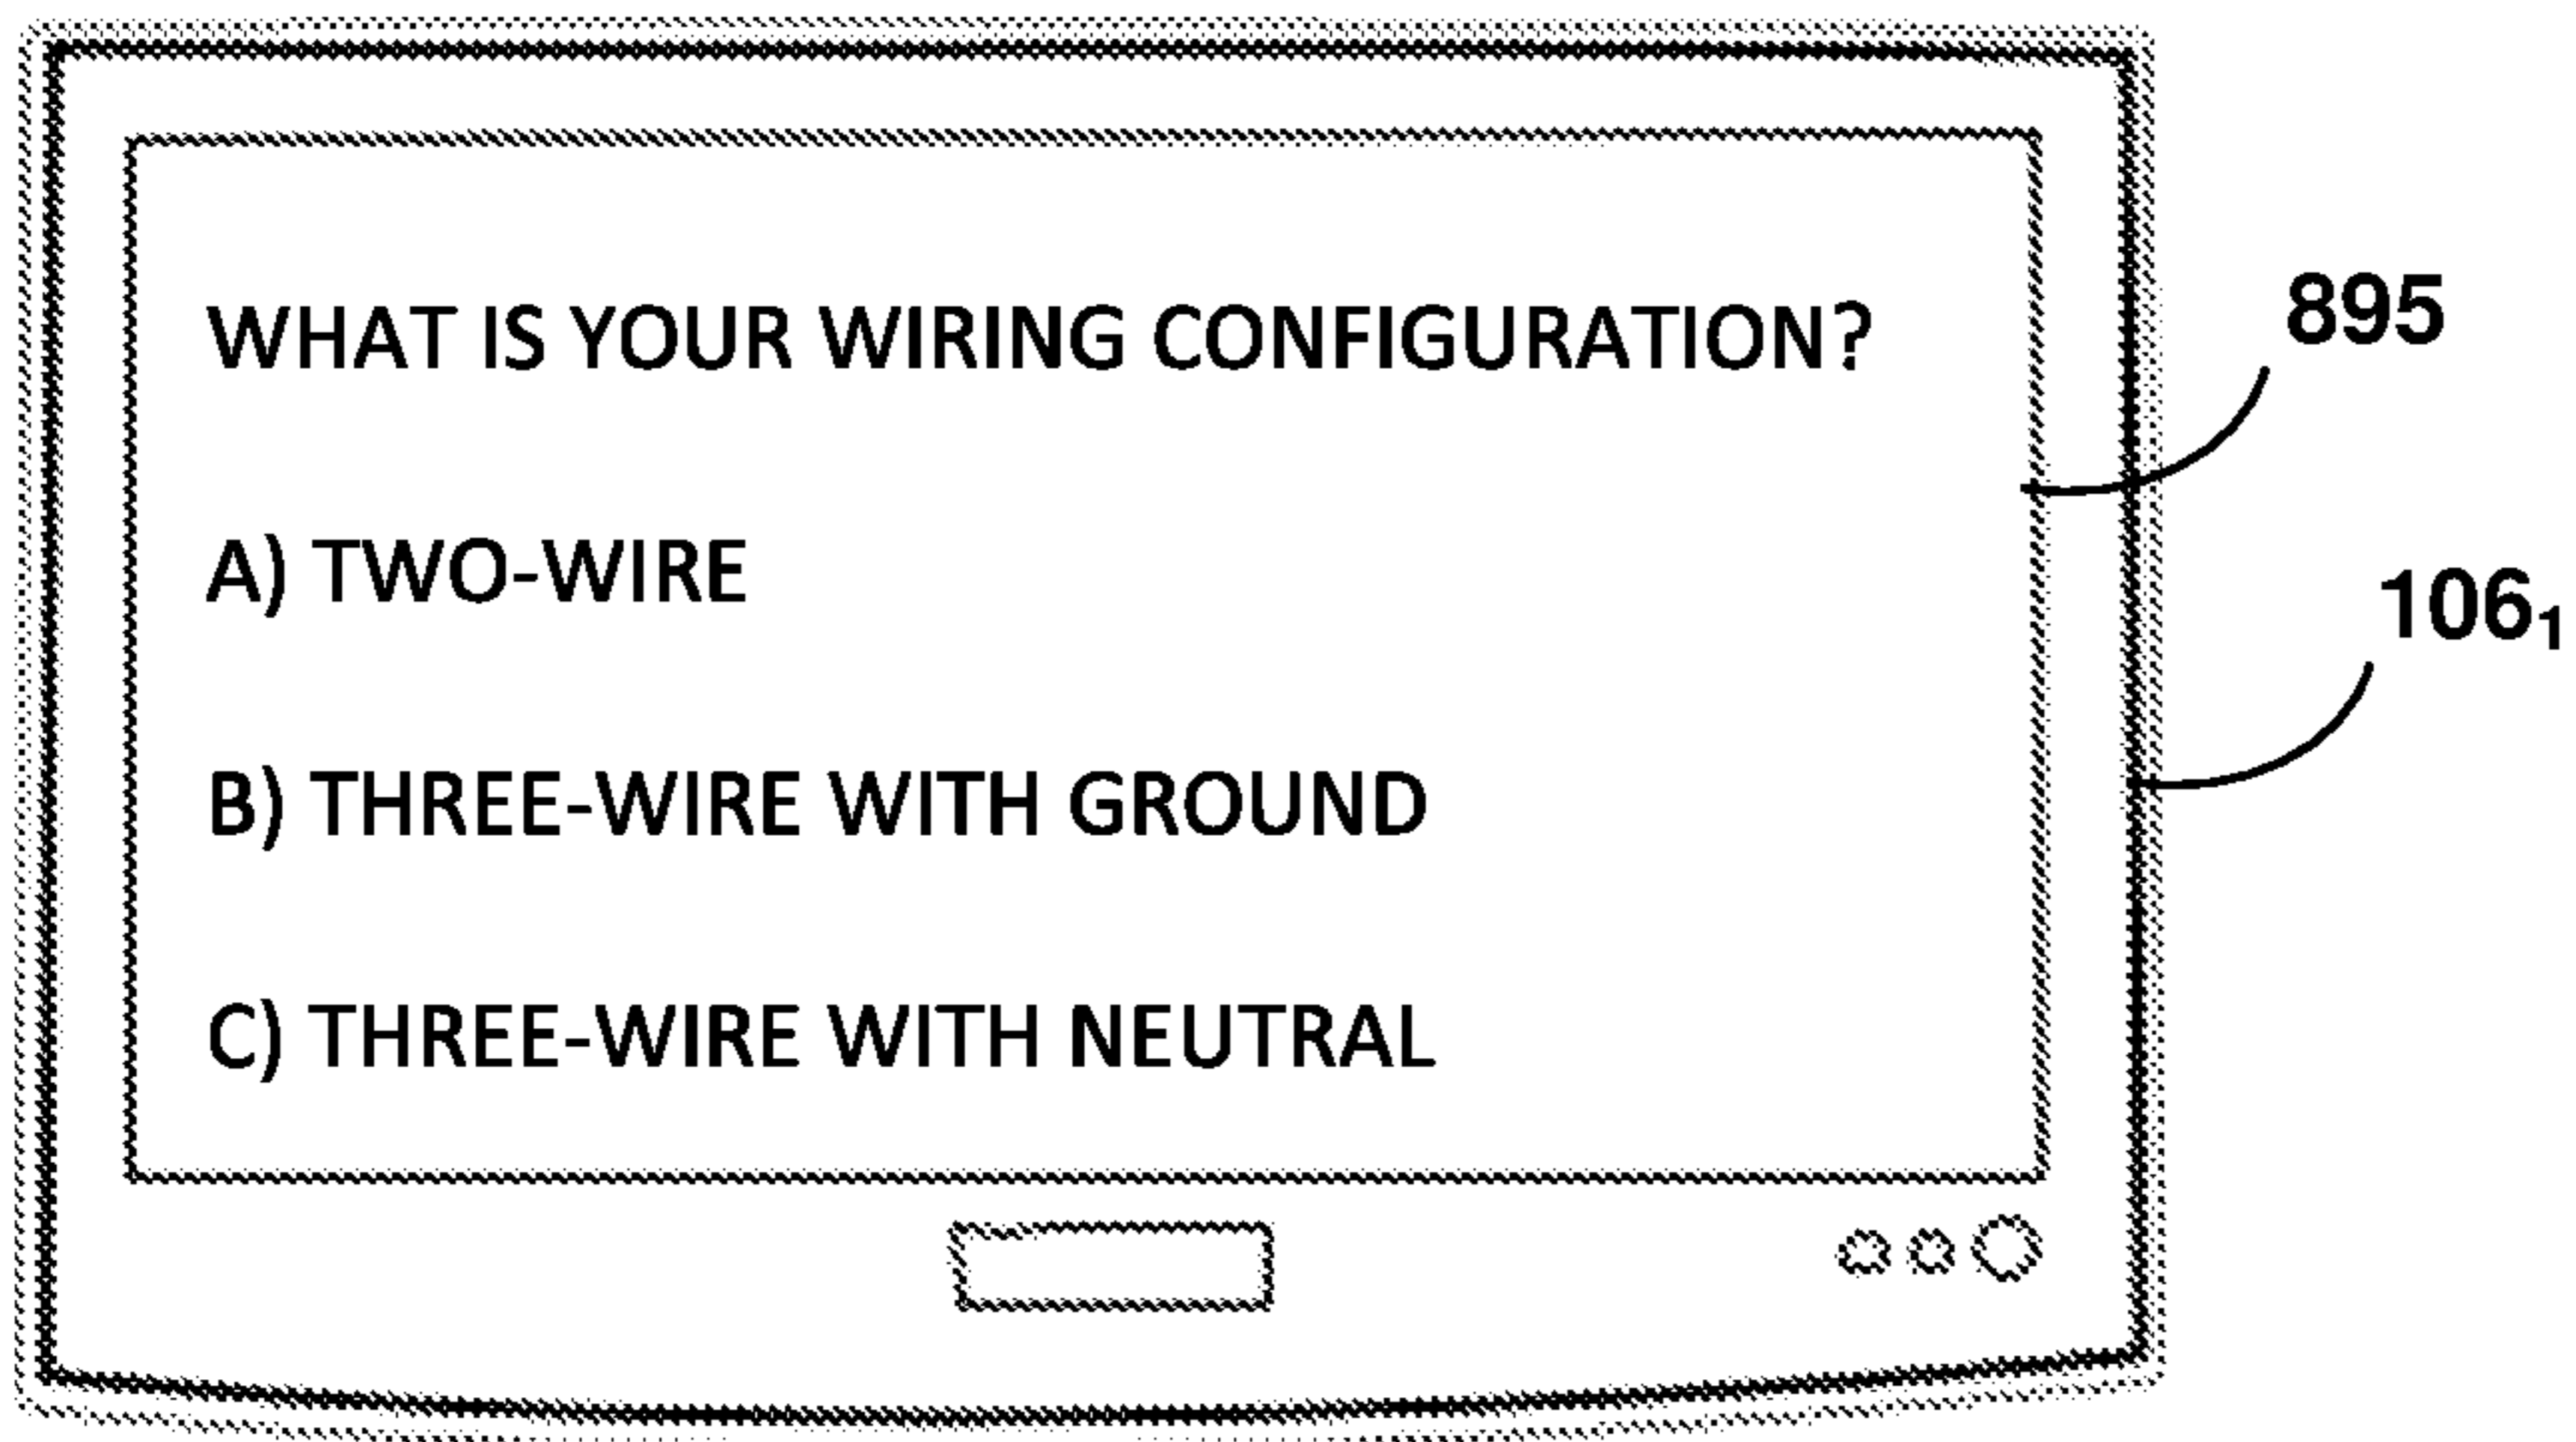 WHAT IS YOUR WIRING CONFIGURATION?
895
A) TWO-WIRE
106₁
B) THREE-WIRE WITH GROUND
C) THREE-WIRE WITH NEUTRAL